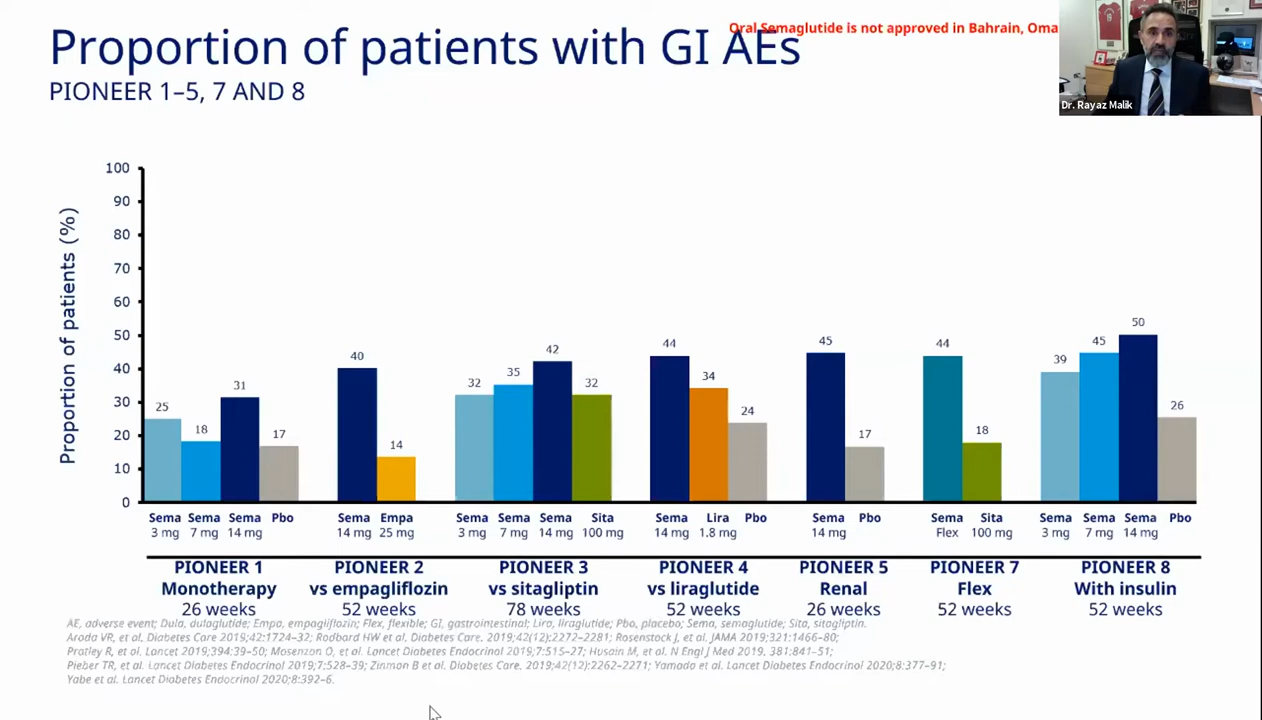 Oral Semaglutide is not approved in Bahrain, Oma
Proportion of patients with GI AEs
PIONEER 1–5, 7 AND 8
Dr. Rayaz Malik
Proportion of patients (%)
100
90
80
70
60
50
40
30
20
10
0
25 18 31 17
40 14
32 35 42 32
44 34 24
45 17
44 18
39 45 50 26
Sema 3 mg
Sema 7 mg
Sema 14 mg
Pbo
Sema 14 mg
Empa 25 mg
Sema 3 mg
Sema 7 mg
Sema 14 mg
Sita 100 mg
Sema 14 mg
Lira 1.8 mg
Pbo
Sema 14 mg
Pbo
Sema Flex
Sita 100 mg
Sema 3 mg
Sema 7 mg
Sema 14 mg
Pbo
PIONEER 1
Monotherapy
26 weeks
PIONEER 2
vs empagliflozin
52 weeks
PIONEER 3
vs sitagliptin
78 weeks
PIONEER 4
vs liraglutide
52 weeks
PIONEER 5
Renal
26 weeks
PIONEER 7
Flex
52 weeks
PIONEER 8
With insulin
52 weeks
AE, adverse event; Dula, dulaglutide; Empa, empagliflozin; Flex, flexible; GI, gastrointestinal; Lira, liraglutide; Pbo, placebo; Sema, semaglutide; Sita, sitagliptin.
Aroda VR, et al. Diabetes Care 2019;42:1724–32; Rodbard HW et al. Diabetes Care. 2019;42(12):2272–2281; Rosenstock J, et al. JAMA 2019;321:1466–80;
Pratley R, et al. Lancet 2019;394:39–50; Mosenzon O, et al. Lancet Diabetes Endocrinol 2019;7:515–27; Husain M, et al. N Engl J Med 2019. 381:841–51;
Pieber TR, et al. Lancet Diabetes Endocrinol 2019;7:528–39; Zinman B et al. Diabetes Care. 2019;42(12):2262–2271; Yamada et al. Lancet Diabetes Endocrinol 2020;8:377–91;
Yabe et al. Lancet Diabetes Endocrinol 2020;8:392–6.